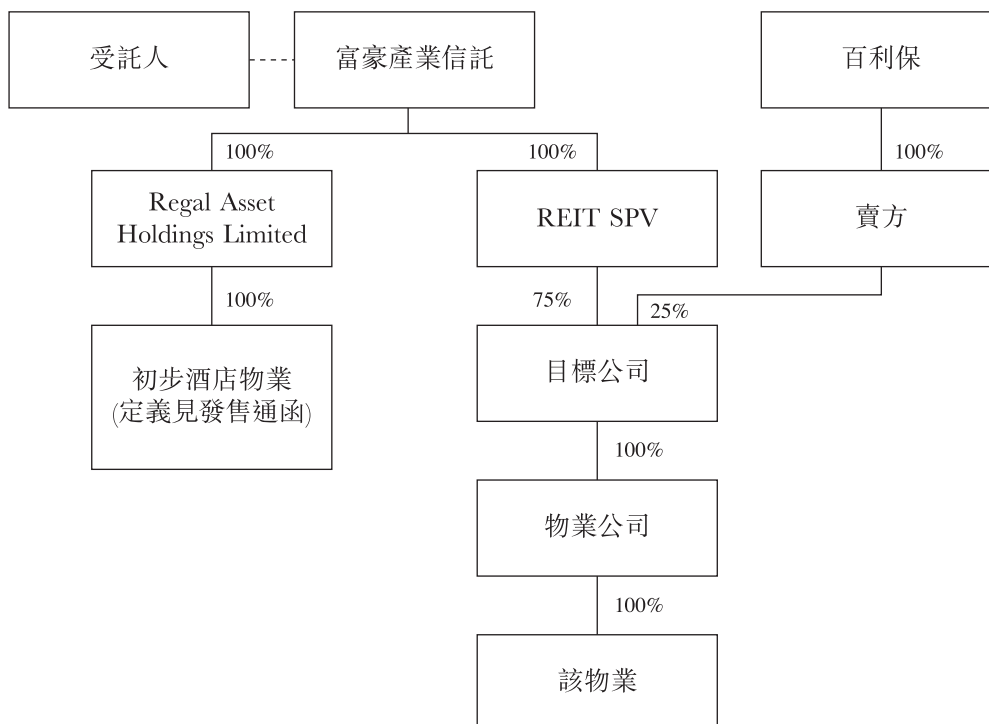 受託人
富豪產業信託
百利保
100%
100%
100%
Regal Asset
Holdings Limited
REIT SPV
賣方
100%
75%
25%
初步酒店物業
(定義見發售通函)
目標公司
100%
物業公司
100%
該物業